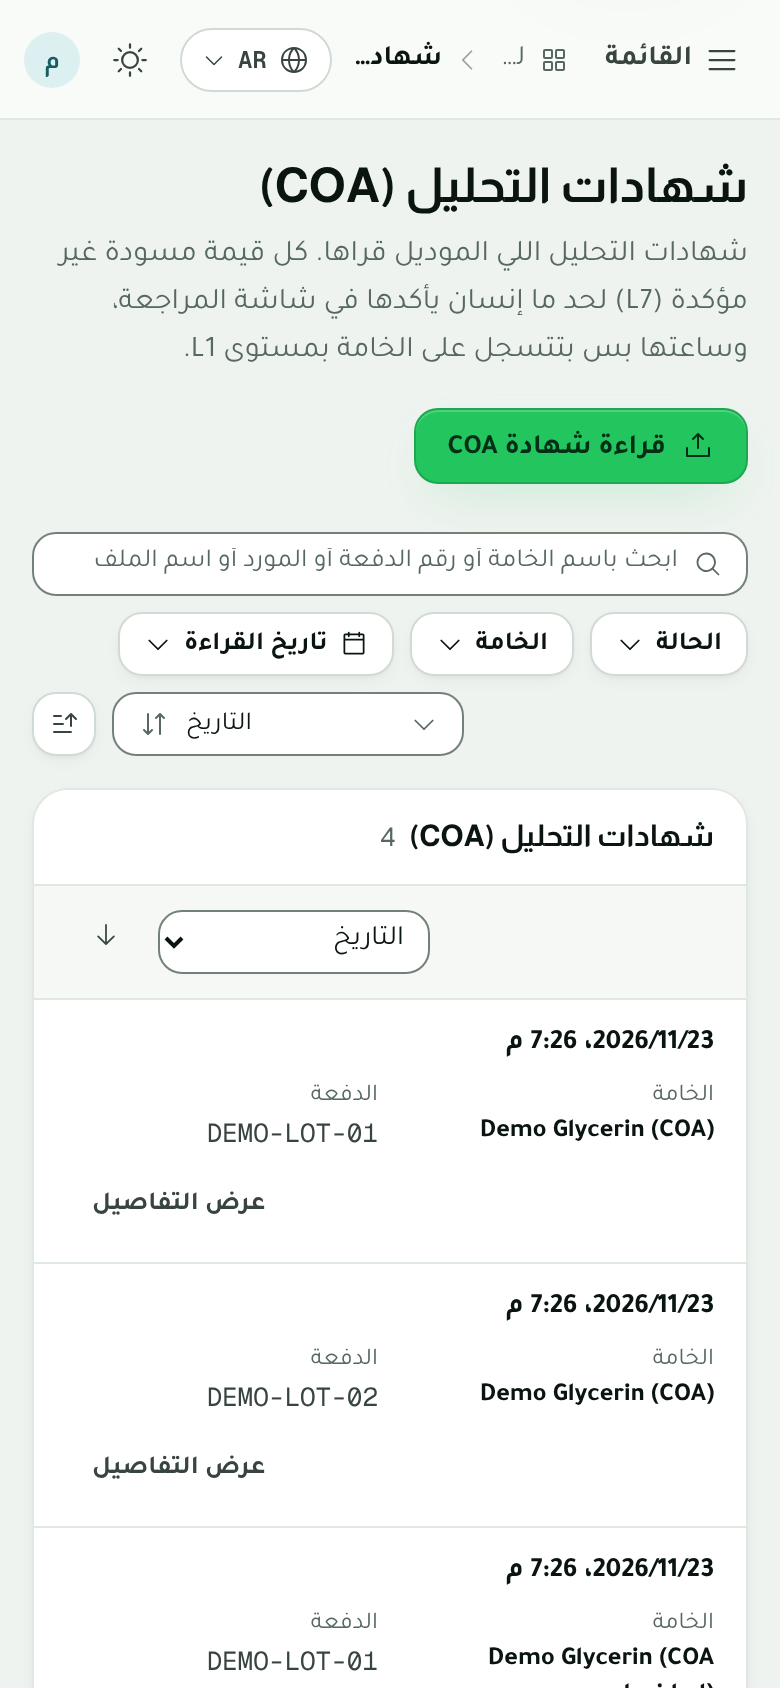 القائمة
لـ...
شهاد...
AR
م
شهادات التحليل (COA)
شهادات التحليل اللي الموديل قراها. كل قيمة مسودة غير
مؤكدة (L7) لحد ما إنسان يأكدها في شاشة المراجعة،
وساعتها بس بتتسجل على الخامة بمستوى L1.
قراءة شهادة COA
ابحث باسم الخامة أو رقم الدفعة أو المورد أو اسم الملف
الحالة
الخامة
تاريخ القراءة
التاريخ
شهادات التحليل (COA) 4
التاريخ
2026/11/23، 7:26 م
الخامة
الدفعة
Demo Glycerin (COA)
DEMO-LOT-01
عرض التفاصيل
2026/11/23، 7:26 م
الخامة
الدفعة
Demo Glycerin (COA)
DEMO-LOT-02
عرض التفاصيل
2026/11/23، 7:26 م
الخامة
الدفعة
Demo Glycerin (COA
DEMO-LOT-01